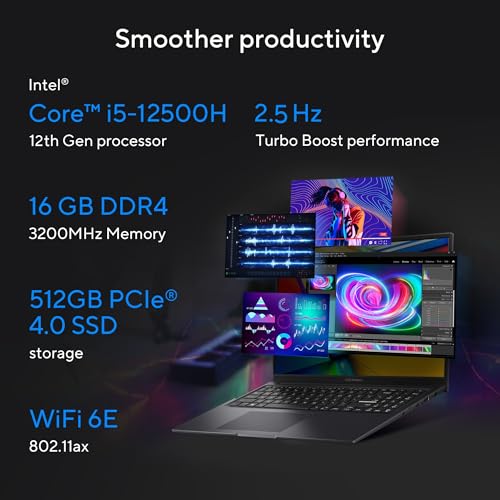 Smoother productivity
Intel®
Core™ i5-12500H
12th Gen processor
2.5 Hz
Turbo Boost performance
16 GB DDR4
3200MHz Memory
512GB PCIe®
4.0 SSD
storage
WiFi 6E
802.11ax